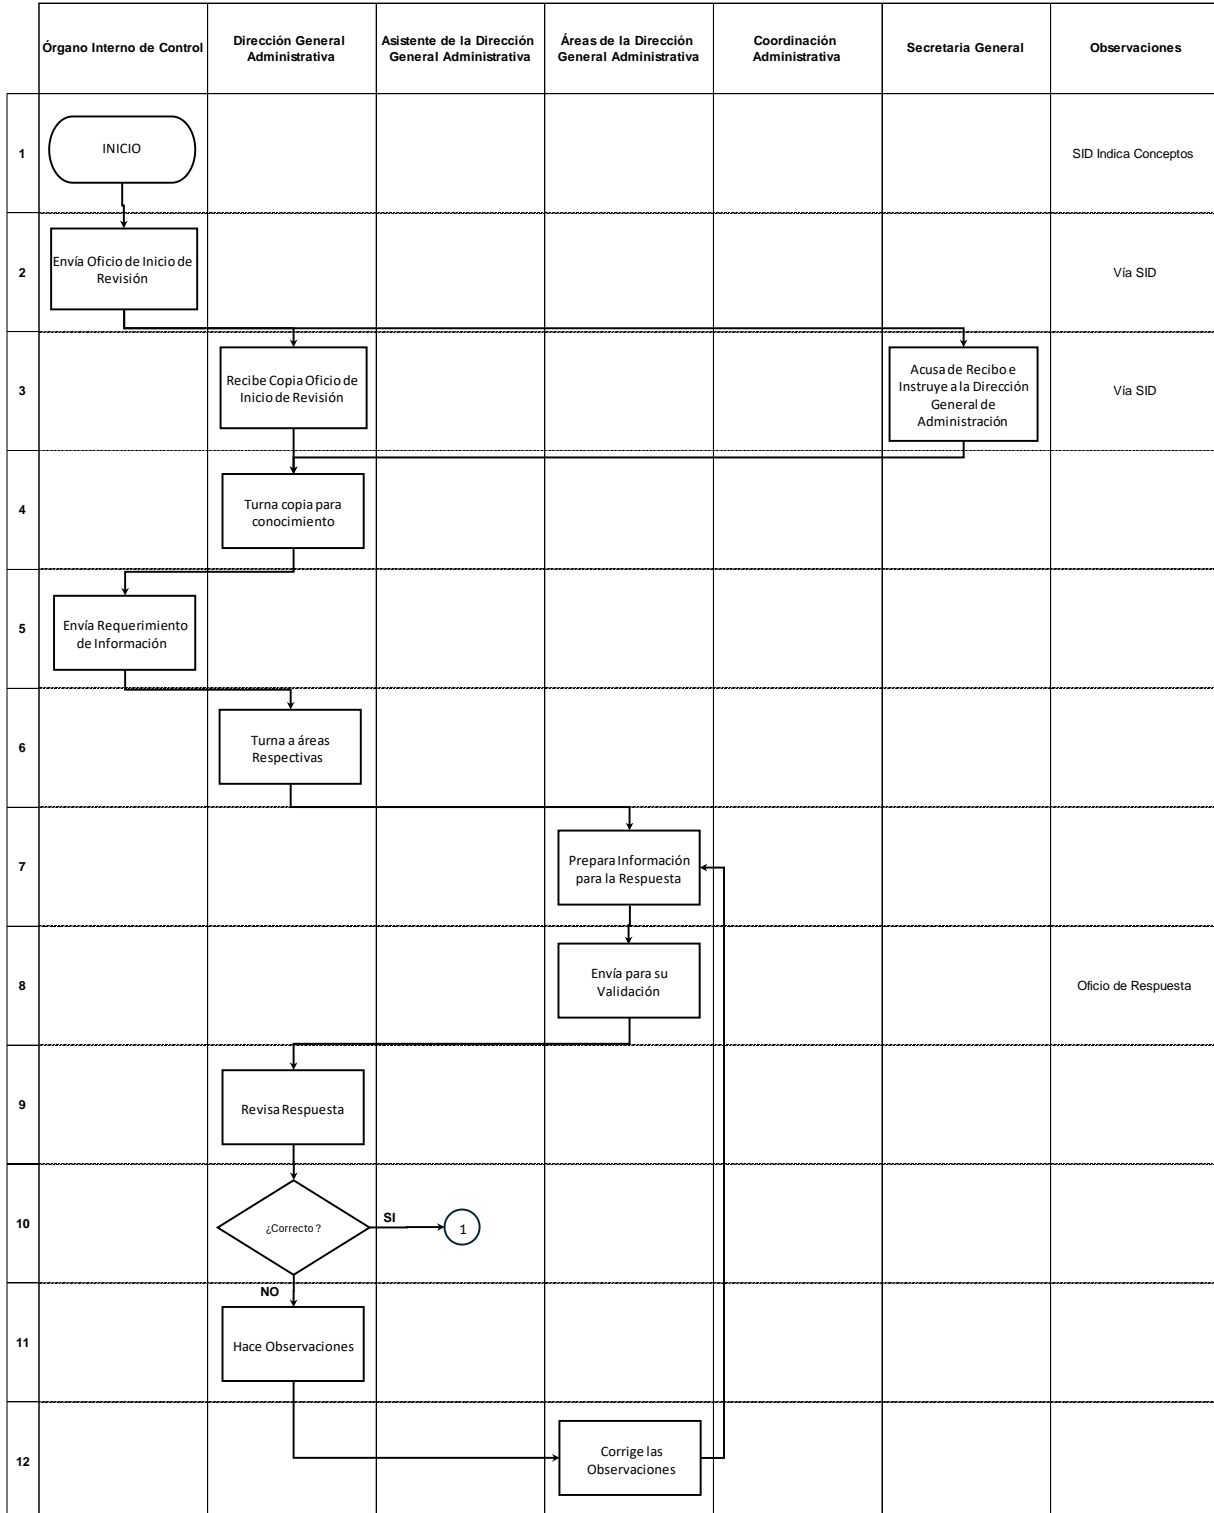 Órgano Interno de Control
Dirección General
Administrativa
Asistente de la Dirección
General Administrativa
Áreas de la Dirección
General Administrativa
Coordinación
Administrativa
Secretaria General
Observaciones
1
INICIO
SID Indica Conceptos
2
Envía Oficio de Inicio de
Revisión
Vía SID
3
Recibe Copia Oficio de
Inicio de Revisión
Acusa de Recibo e
Instruye a la Dirección
General de
Administración
Vía SID
4
Turna copia para
conocimiento
5
Envía Requerimiento
de Información
6
Turna a áreas
Respectivas
7
Prepara Información
para la Respuesta
8
Envía para su
Validación
Oficio de Respuesta
9
Revisa Respuesta
10
¿Correcto ?
SI
1
NO
11
Hace Observaciones
12
Corrige las
Observaciones